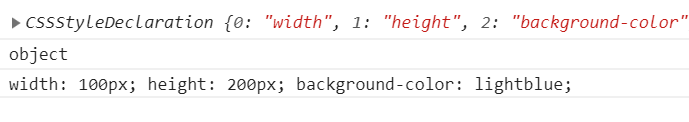 ▶ CSSStyleDeclaration {0: "width", 1: "height", 2: "background-color"
object
width: 100px; height: 200px; background-color: lightblue;